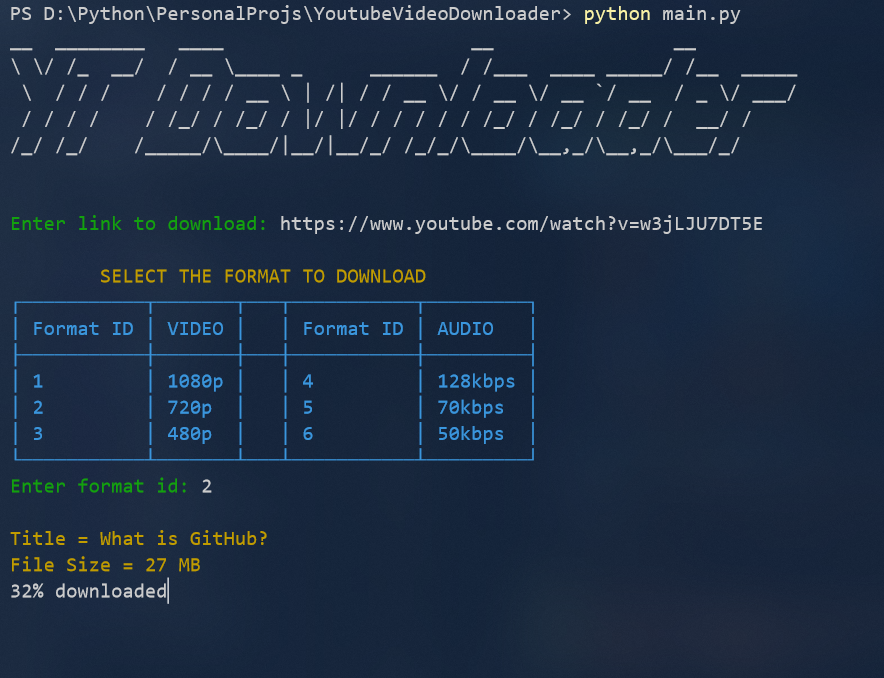 PS D:\Python\PersonalProjs\YoutubeVideoDownloader> python main.py
YT Downloader
Enter link to download: https://www.youtube.com/watch?v=w3jLJU7DT5E
SELECT THE FORMAT TO DOWNLOAD
Format ID VIDEO Format ID AUDIO
1 1080p 4 128kbps
2 720p 5 70kbps
3 480p 6 50kbps
Enter format id: 2
Title = What is GitHub?
File Size = 27 MB
32% downloaded